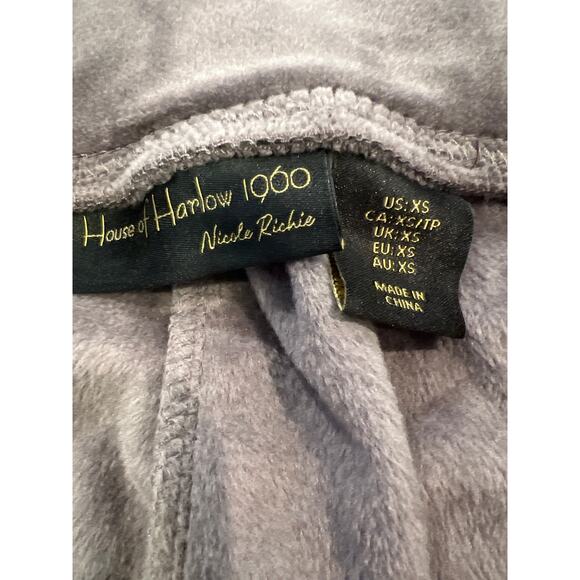 House of Harlow 1960
Nicole Richie
US: XS
CA: XS/TP
UK: XS
EU: XS
AU: XS
MADE IN
CHINA